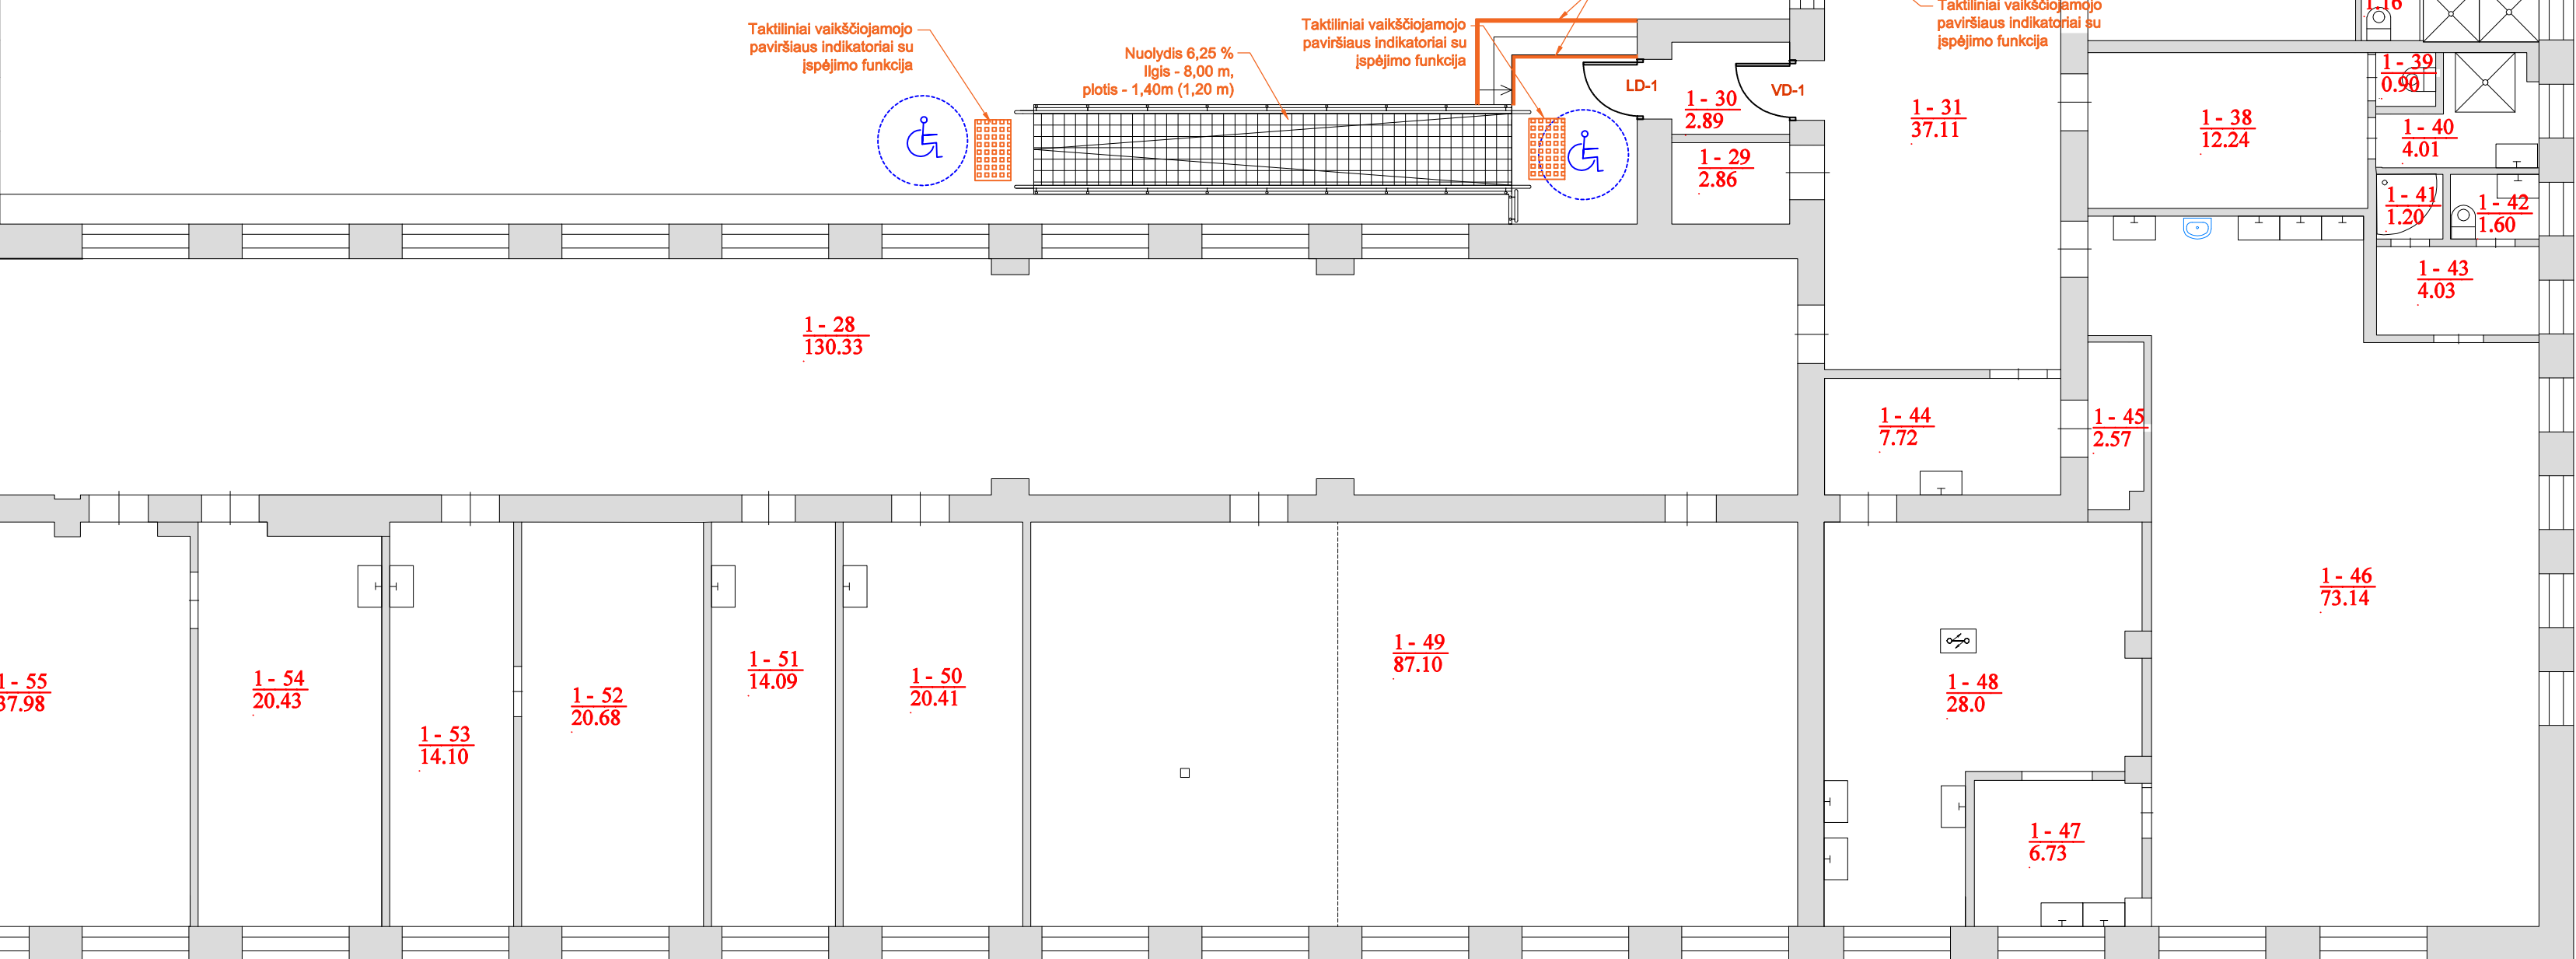 Taktiliniai vaikščiojamojo
paviršiaus indikatoriai su
įspėjimo funkcija
Nuolydis 6,25 %
Ilgis - 8,00 m,
plotis - 1,40m (1,20 m)
Taktiliniai vaikščiojamojo
paviršiaus indikatoriai su
įspėjimo funkcija
Taktiliniai vaikščiojamojo
paviršiaus indikatoriai su
įspėjimo funkcija
1.16
LD-1
VD-1
1 - 30
2.89
1 - 29
2.86
1 - 31
37.11
1 - 38
12.24
1 - 39
0.90
1 - 40
4.01
1 - 41
1.20
1 - 42
1.60
1 - 43
4.03
1 - 28
130.33
1 - 44
7.72
1 - 45
2.57
1 - 46
73.14
1 - 55
37.98
1 - 54
20.43
1 - 53
14.10
1 - 52
20.68
1 - 51
14.09
1 - 50
20.41
1 - 49
87.10
1 - 48
28.0
1 - 47
6.73